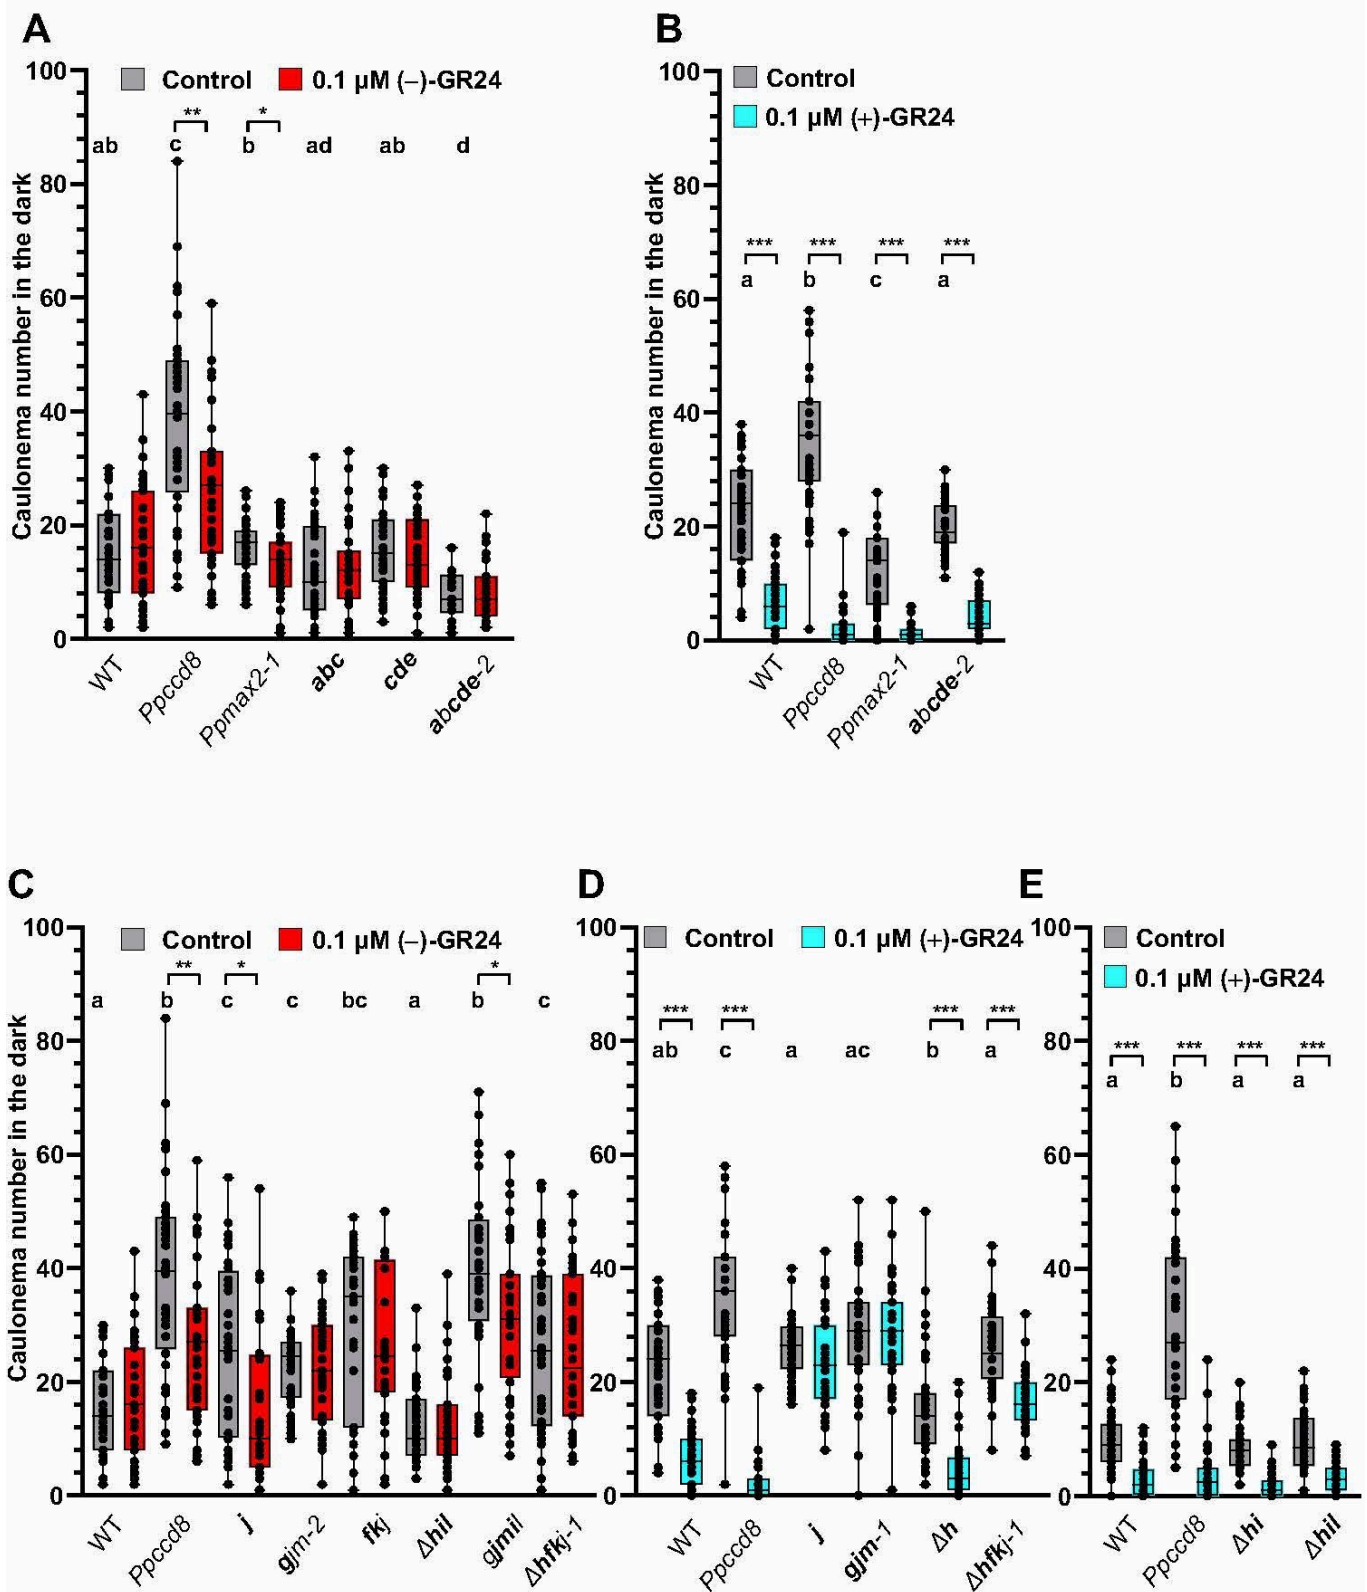 A
Control 0.1 µM (−)-GR24
** *
ab c b ad ab d
Caulonema number in the dark
100
80
60
40
20
0
WT Ppccd8 Ppmax2-1 abc cde abcde-2
B
Control
0.1 µM (+)-GR24
*** *** *** ***
a b c a
Caulonema number in the dark
100
80
60
40
20
0
WT Ppccd8 Ppmax2-1 abcde-2
C
Control 0.1 µM (−)-GR24
** * *
a b c c bc a b c
Caulonema number in the dark
100
80
60
40
20
0
WT Ppccd8 j gjm-2 fkj Δhil gjmil Δhfkj-1
D
Control 0.1 µM (+)-GR24
*** *** *** ***
ab c a ac b a
100
80
60
40
20
0
WT Ppccd8 j gjm-1 Δh Δhfkj-1
E
Control
0.1 µM (+)-GR24
*** *** *** ***
a b a a
100
80
60
40
20
0
WT Ppccd8 Δhi Δhil